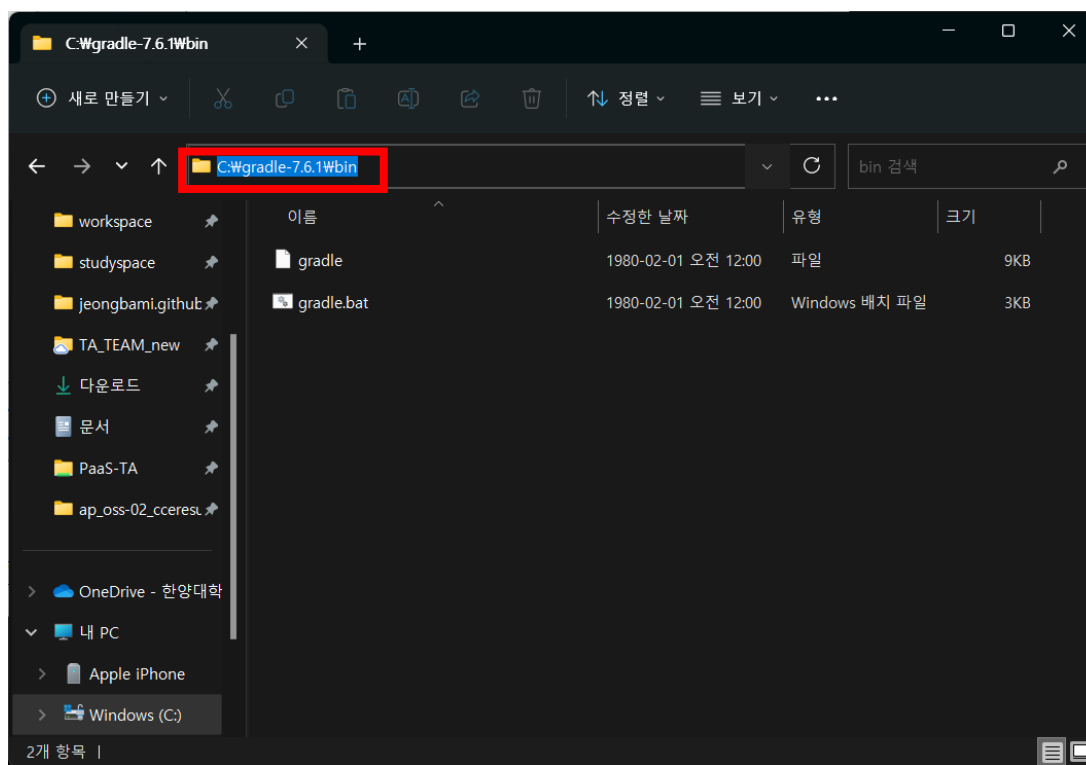 C:₩gradle-7.6.1₩bin
새로 만들기
정렬
보기
C:₩gradle-7.6.1₩bin
bin 검색
이름 수정한 날짜 유형 크기
workspace
studyspace
jeongbami.github
TA_TEAM_new
다운로드
문서
PaaS-TA
ap_oss-02_cceresu
gradle 1980-02-01 오전 12:00 파일 9KB
gradle.bat 1980-02-01 오전 12:00 Windows 배치 파일 3KB
OneDrive - 한양대학
내 PC
Apple iPhone
Windows (C:)
2개 항목